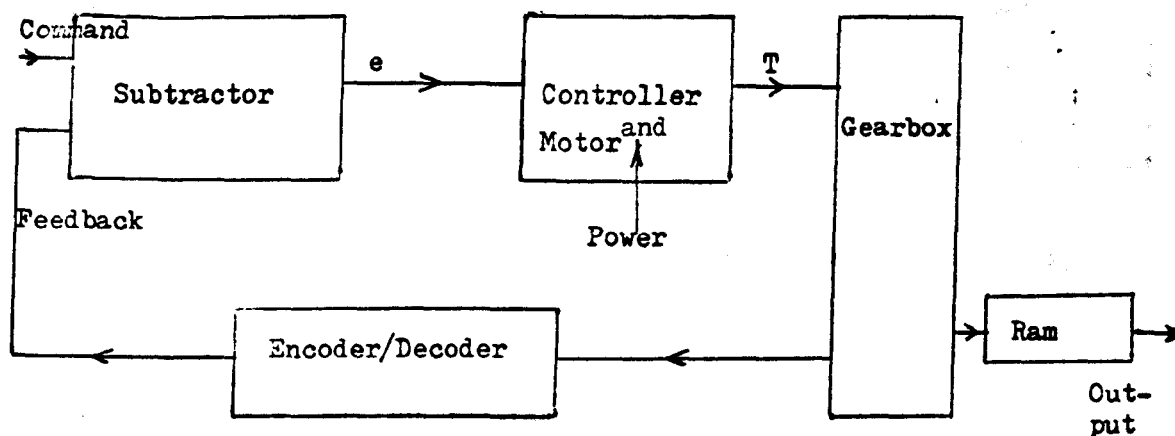 Command
Subtractor
e
Controller
and
Motor
T
Gearbox
Power
Feedback
Encoder/Decoder
Ram
Out-
put